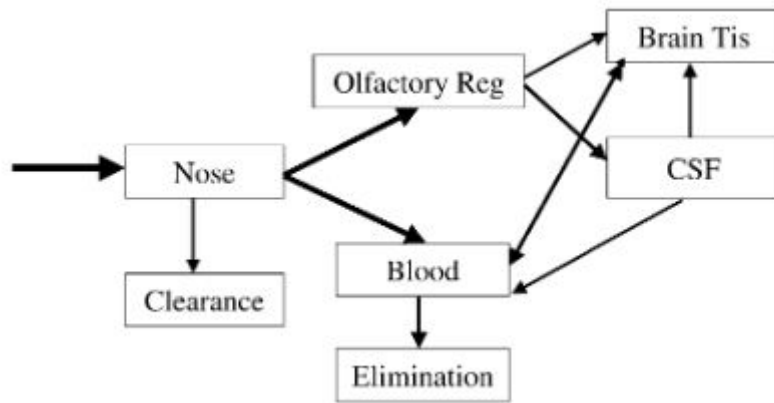 Brain Tis
Olfactory Reg
Nose
CSF
Blood
Clearance
Elimination